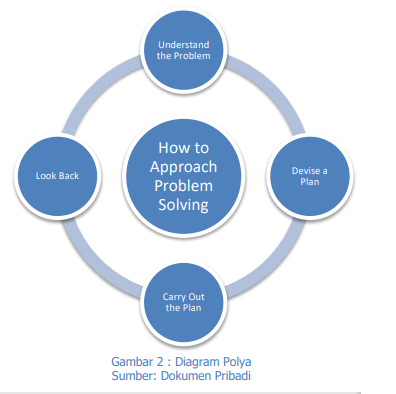 Understand
the Problem
How to
Approach
Problem
Solving
Look Back
Devise a
Plan
Carry Out
the Plan
Gambar 2 : Diagram Polya
Sumber: Dokumen Pribadi